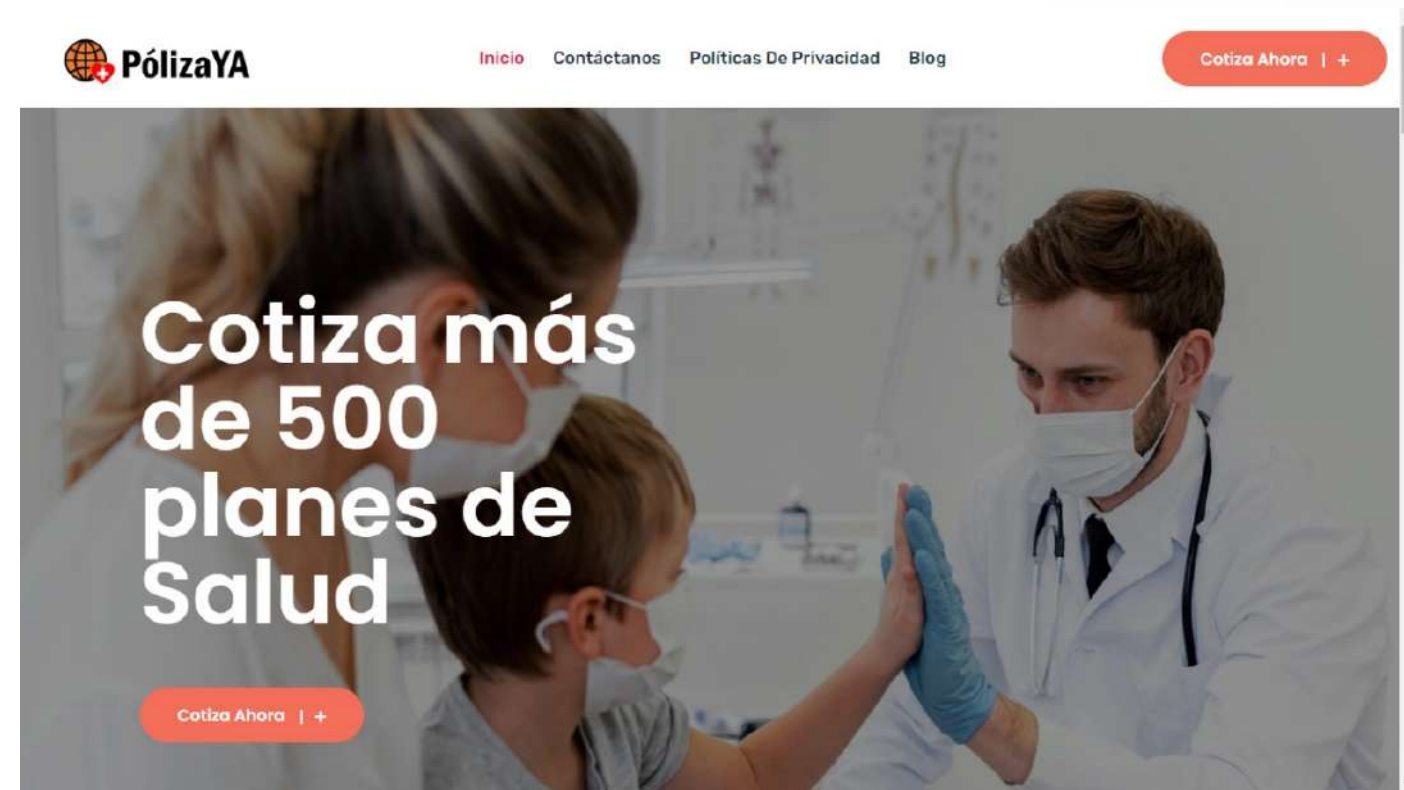 PólizaYA
Inicio Contáctanos Políticas De Privacidad Blog
Cotiza Ahora | +
Cotiza más
de 500
planes de
Salud
Cotiza Ahora | +